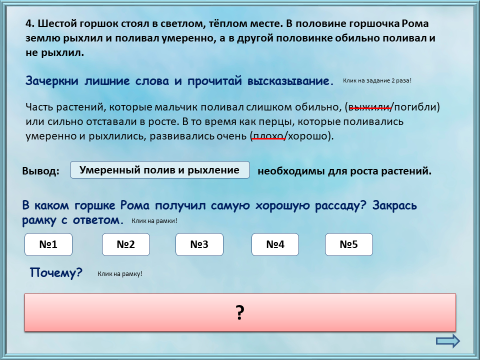 4. Шестой горшок стоял в светлом, тёплом месте. В половине горшочка Рома
землю рыхлил и поливал умеренно, а в другой половинке обильно поливал и
не рыхлил.
Зачеркни лишние слова и прочитай высказывание. Клик на задание 2 раза!
Часть растений, которые мальчик поливал слишком обильно, (выжили/погибли)
или сильно отставали в росте. В то время как перцы, которые поливались
умеренно и рыхлились, развивались очень (плохо/хорошо).
Вывод: Умеренный полив и рыхление необходимы для роста растений.
В каком горшке Рома получил самую хорошую рассаду? Закрась
рамку с ответом. Клик на рамки!
№1 №2 №3 №4 №5
Почему? Клик на рамку!
?